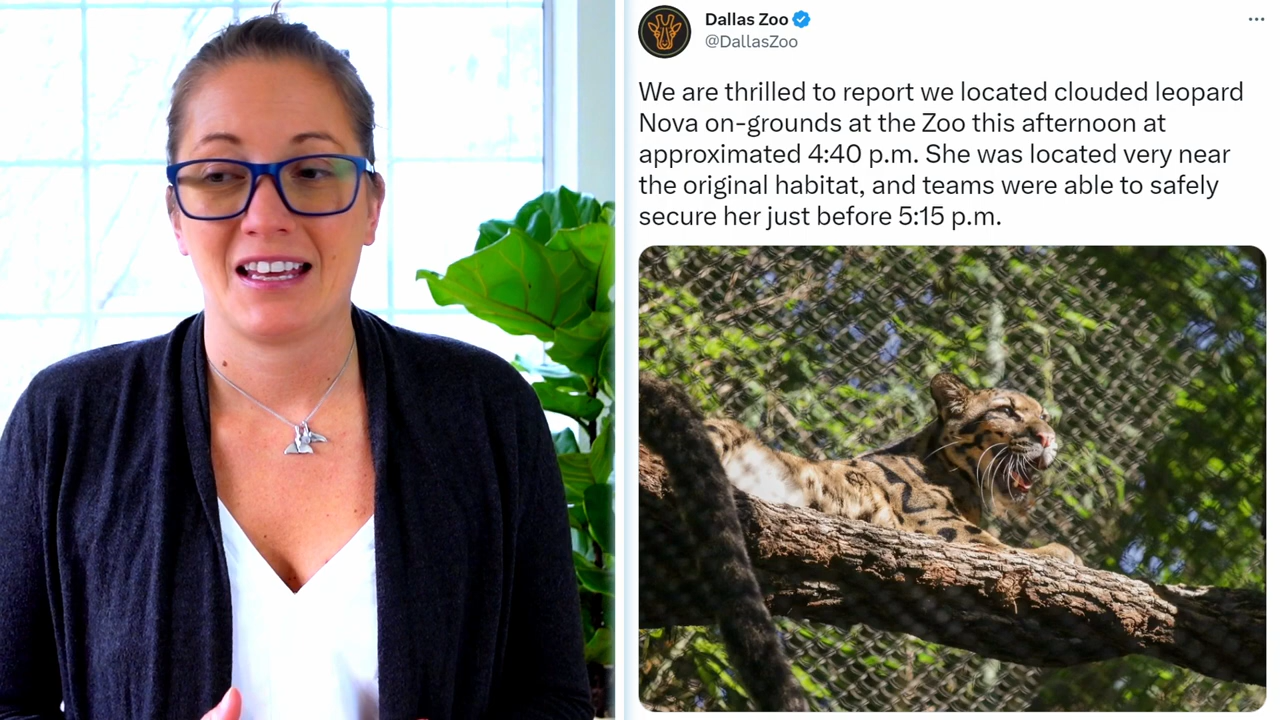 Dallas Zoo
@DallasZoo
We are thrilled to report we located clouded leopard
Nova on-grounds at the Zoo this afternoon at
approximated 4:40 p.m. She was located very near
the original habitat, and teams were able to safely
secure her just before 5:15 p.m.